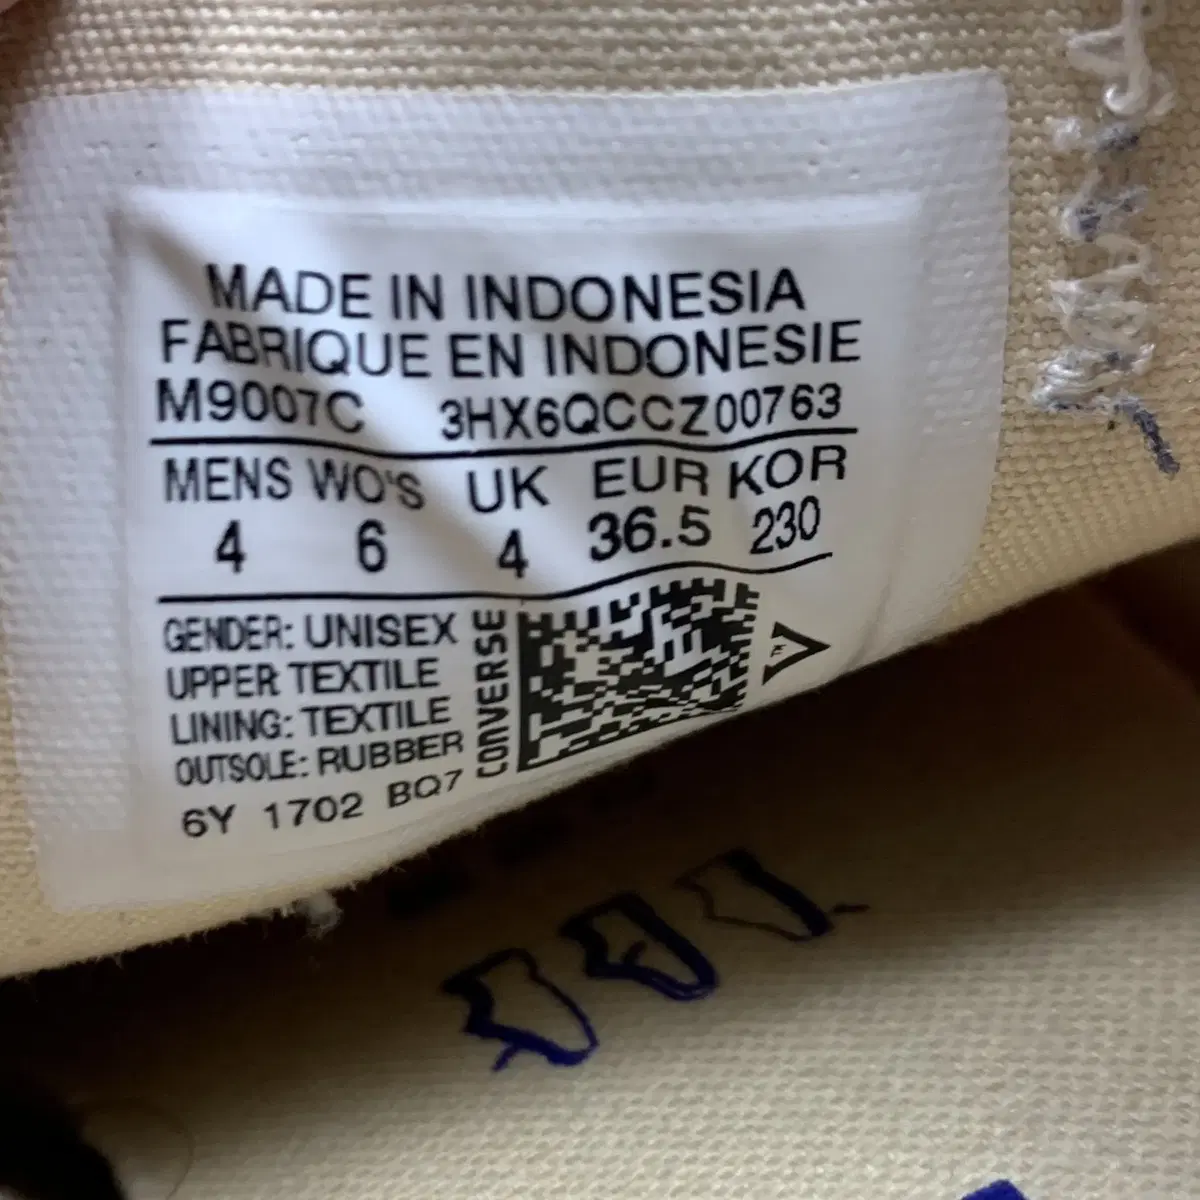 MADE IN INDONESIA
FABRIQUE EN INDONESIE
M9007C 3HX6QCCZ00763
MENS WO'S UK EUR KOR
4 6 4 36.5 230
GENDER: UNISEX
UPPER TEXTILE
LINING: TEXTILE
OUTSOLE: RUBBER
6Y 1702 BQ7
CONVERSE